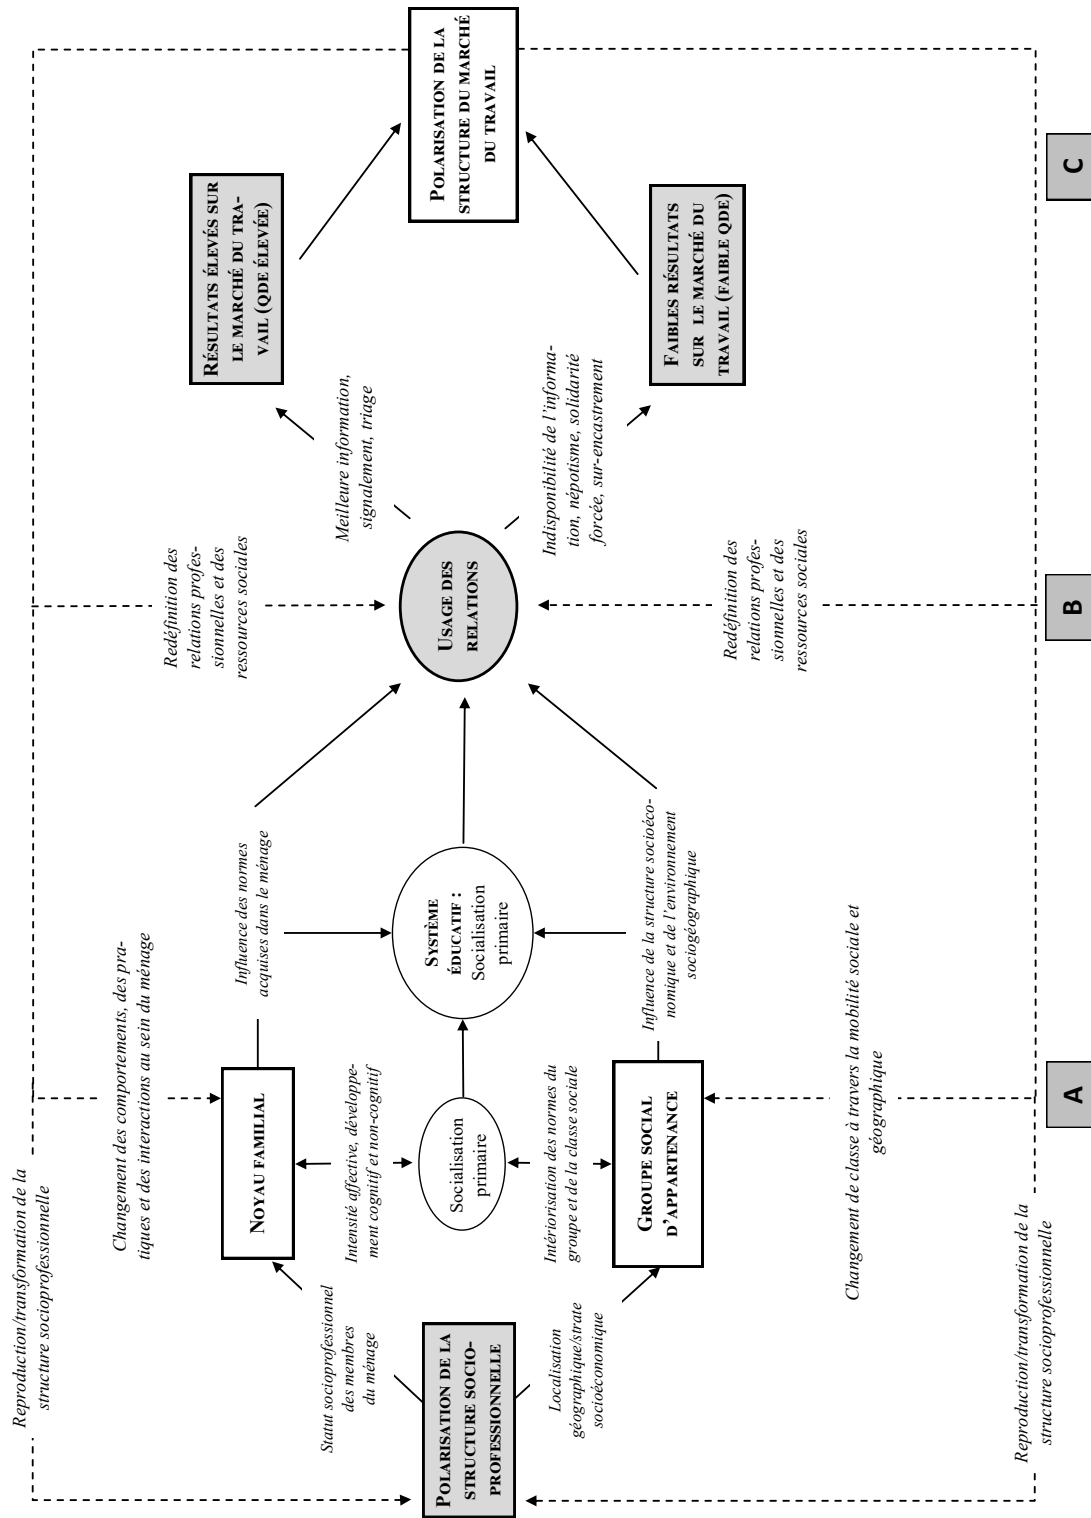 Reproduction/transformation de la
structure socioprofessionnelle
Changement des comportements, des pra-
tiques et des interactions au sein du ménage
Redéfinition des
relations profes-
sionnelles et des
ressources sociales
RÉSULTATS ÉLEVÉS SUR
LE MARCHÉ DU TRA-
VAIL (QDE ÉLEVÉE)
Statut socioprofessionnel
des membres
du ménage
NOYAU FAMILIAL
Influence des normes
acquises dans le ménage
Meilleure information,
signalement, triage
Intensité affective, développe-
ment cognitif et non-cognitif
POLARISATION DE LA
STRUCTURE SOCIO-
PROFESSIONNELLE
Socialisation
primaire
SYSTÈME
ÉDUCATIF :
Socialisation
primaire
USAGE DES
RELATIONS
POLARISATION DE LA
STRUCTURE DU MARCHÉ
DU TRAVAIL
Localisation
géographique/strate
socioéconomique
Intériorisation des normes du
groupe et de la classe sociale
Indisponibilité de l'informa-
tion, népotisme, solidarité
forcée, sur-encastrement
GROUPE SOCIAL
D'APPARTENANCE
Influence de la structure socioéco-
nomique et de l'environnement
sociogéographique
FAIBLES RÉSULTATS
SUR LE MARCHÉ DU
TRAVAIL (FAIBLE QDE)
Redéfinition des
relations profes-
sionnelles et des
ressources sociales
Changement de classe à travers la mobilité sociale et
géographique
Reproduction/transformation de la
structure socioprofessionnelle
A
B
C